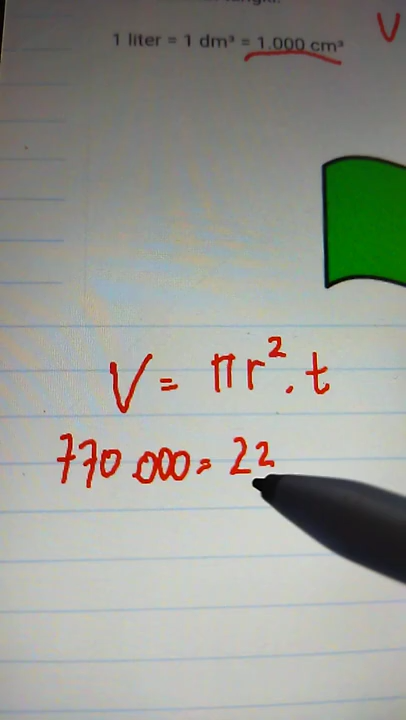 1 liter = 1 dm³ = 1.000 cm³
V
V = πr². t
770.000 = 22